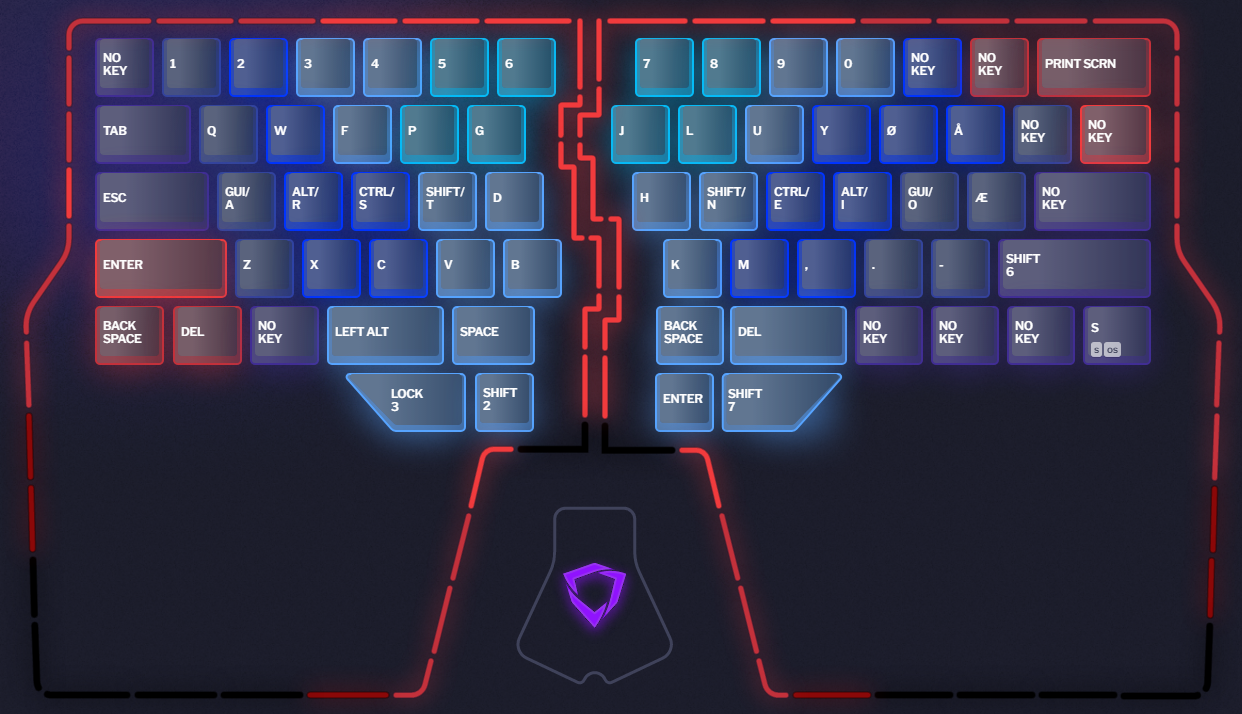 NO KEY 1 2 3 4 5 6 7 8 9 0 NO KEY NO KEY PRINT SCRN
TAB Q W F P G J L U Y Ø Å NO KEY NO KEY
ESC GUI/ A ALT/ R CTRL/ S SHIFT/ T D H SHIFT/ N CTRL/ E ALT/ I GUI/ O Æ NO KEY
ENTER Z X C V B K M , . - SHIFT 6
BACK SPACE DEL NO KEY LEFT ALT SPACE BACK SPACE DEL NO KEY NO KEY NO KEY S S OS
LOCK 3 SHIFT 2 ENTER SHIFT 7